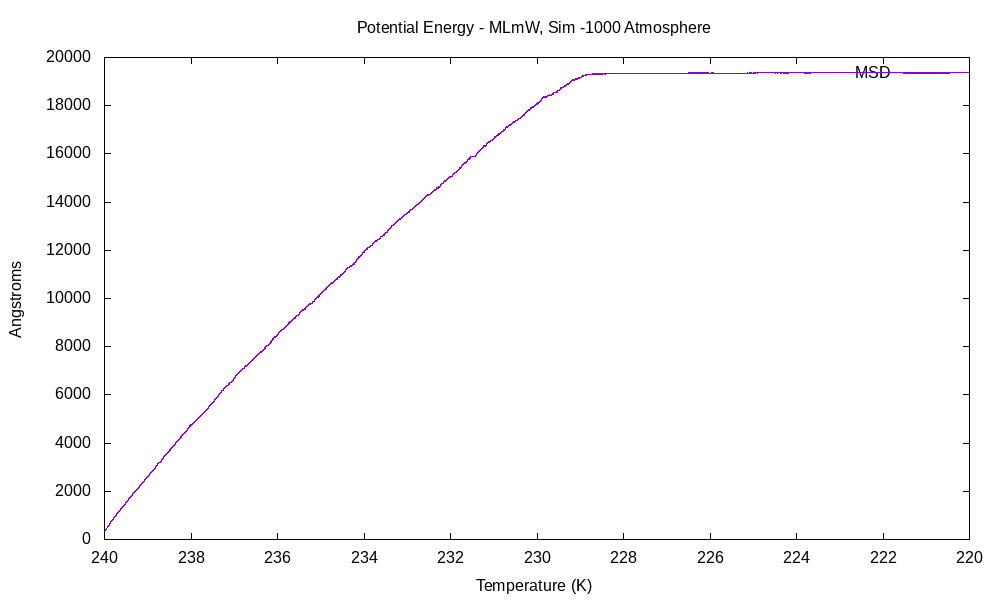 Potential Energy - MLmW, Sim -1000 Atmosphere
MSD
20000
18000
16000
14000
12000
10000
8000
6000
4000
2000
0
Angstroms
240 238 236 234 232 230 228 226 224 222 220
Temperature (K)